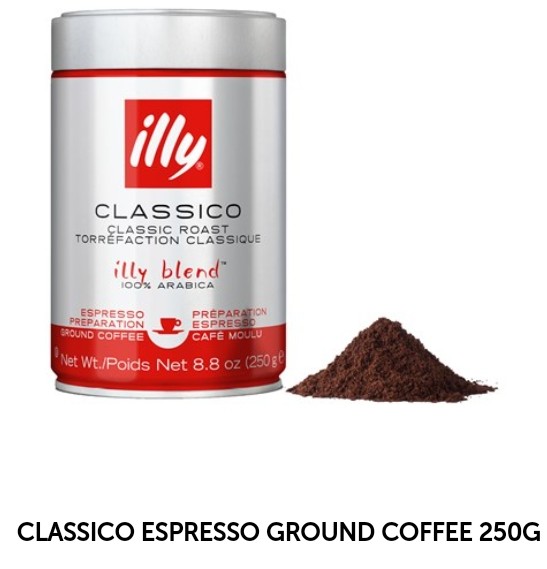 illy®
CLASSICO
CLASSIC ROAST
TORRÉFACTION CLASSIQUE
illy blend™
100% ARABICA
ESPRESSO
PREPARATION
GROUND COFFEE
PRÉPARATION
ESPRESSO
CAFÉ MOULU
Net Wt./Poids Net 8.8 oz (250 g ℮
CLASSICO ESPRESSO GROUND COFFEE 250G